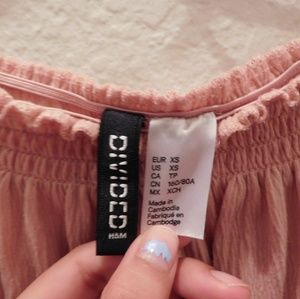 DIVIDED
H&M
EUR XS
US XS
CA TP
CN 160/80A
MX XCH
Made in
Cambodia
Fabriqué en
Cambodge